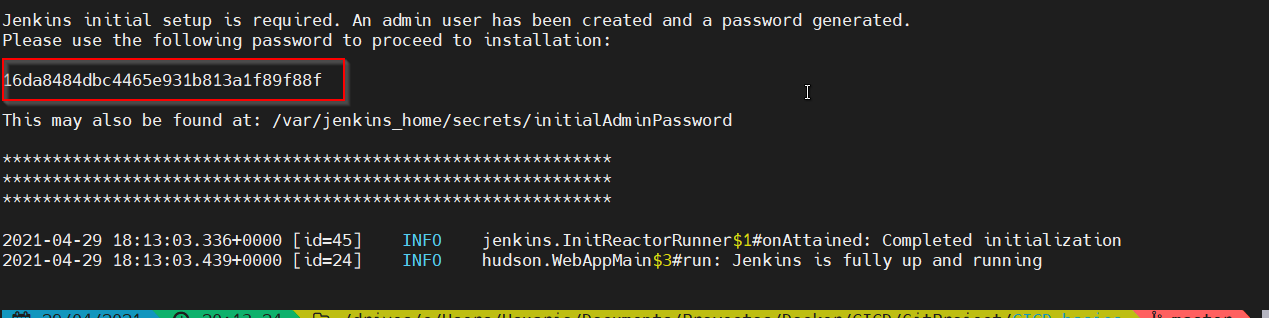 Jenkins initial setup is required. An admin user has been created and a password generated.
Please use the following password to proceed to installation:
16da8484dbc4465e931b813a1f89f88f
This may also be found at: /var/jenkins_home/secrets/initialAdminPassword
*************************************************************
*************************************************************
*************************************************************
2021-04-29 18:13:03.336+0000 [id=45] INFO jenkins.InitReactorRunner$1#onAttained: Completed initialization
2021-04-29 18:13:03.439+0000 [id=24] INFO hudson.WebAppMain$3#run: Jenkins is fully up and running